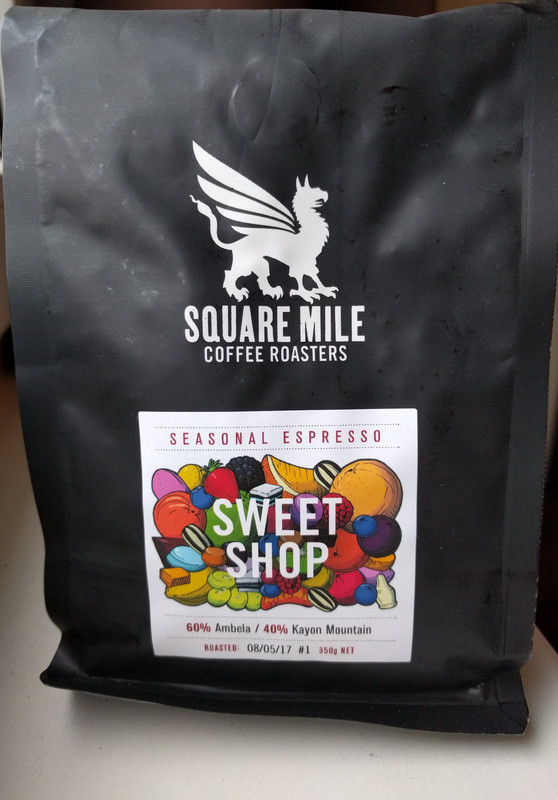 SQUARE MILE
COFFEE ROASTERS
SEASONAL ESPRESSO
SWEET
SHOP
60% Ambela / 40% Kayon Mountain
ROASTED: 08/05/17 #1 350g NET